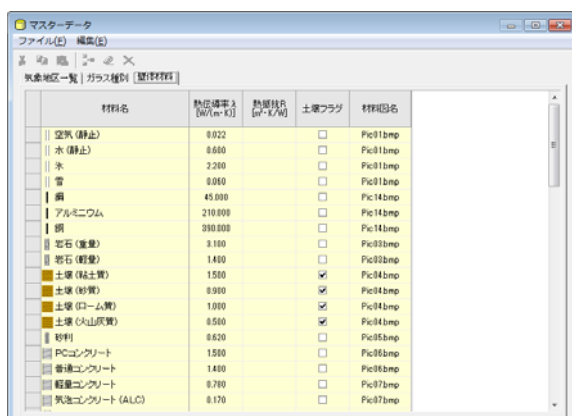 マスターデータ
ファイル(F) 編集(E)
気象地区一覧 ガラス種別 壁体材料
材料名 熱伝導率λ [W/(m・K)] 熱抵抗R [m²・K/W] 土壌フラグ 材料図名
空気(静止) 0.022 Pic01bmp
水(静止) 0.600 Pic01bmp
氷 2.200 Pic01bmp
雪 0.060 Pic01bmp
鋼 45.000 Pic14bmp
アルミニウム 210.000 Pic14bmp
銅 390.000 Pic14bmp
岩石(重量) 3.100 Pic03bmp
岩石(軽量) 1.400 Pic03bmp
土壌(粘土質) 1.500 Pic04bmp
土壌(砂質) 0.900 Pic04bmp
土壌(ローム質) 1.000 Pic04bmp
土壌(火山灰質) 0.500 Pic04bmp
砂利 0.620 Pic05bmp
PCコンクリート 1.500 Pic06bmp
普通コンクリート 1.400 Pic06bmp
軽量コンクリート 0.780 Pic07bmp
気泡コンクリート(ALC) 0.170 Pic07bmp